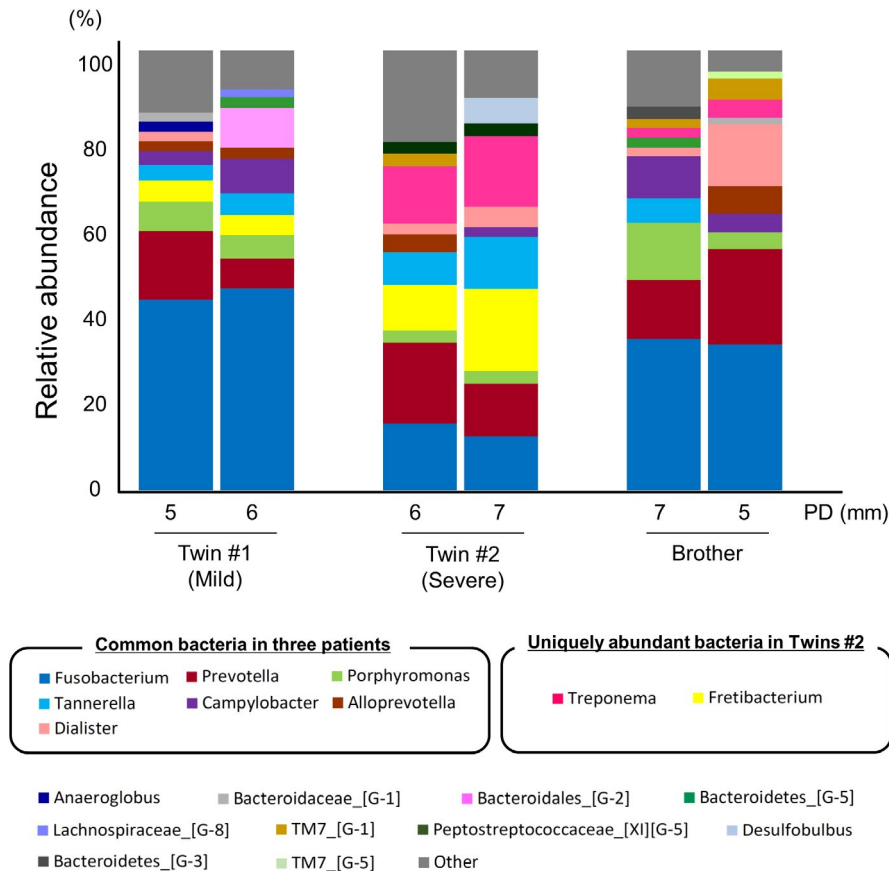 (%)
100
80
60
40
20
0
Relative abundance
5 6 6 7 7 5 PD (mm)
Twin #1 Twin #2 Brother
(Mild) (Severe)
Common bacteria in three patients Uniquely abundant bacteria in Twins #2
Fusobacterium Prevotella Porphyromonas
Tannerella Campylobacter Alloprevotella
Dialister
Treponema Fretibacterium
Anaeroglobus Bacteroidaceae_[G-1] Bacteroidales_[G-2] Bacteroidetes_[G-5]
Lachnospiraceae_[G-8] TM7_[G-1] Peptostreptococcaceae_[XI][G-5] Desulfobulbus
Bacteroidetes_[G-3] TM7_[G-5] Other